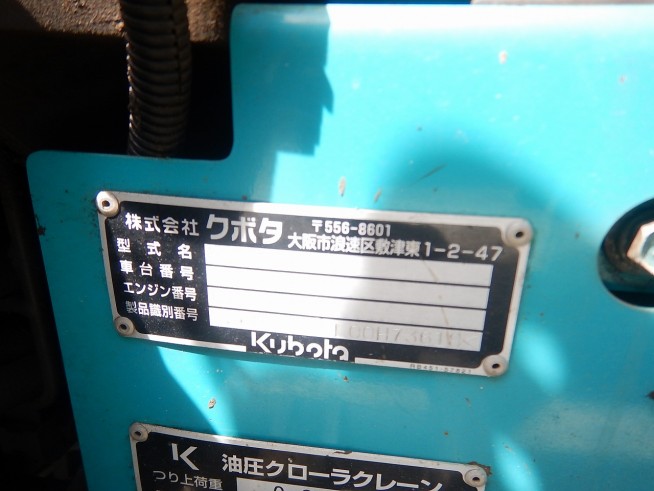 株式会社 クボタ 〒556-8601
大阪市浪速区敷津東1-2-47
型式名
車台番号
エンジン番号
製品識別番号
Kubota
K 油圧クローラクレーン
つり上荷重